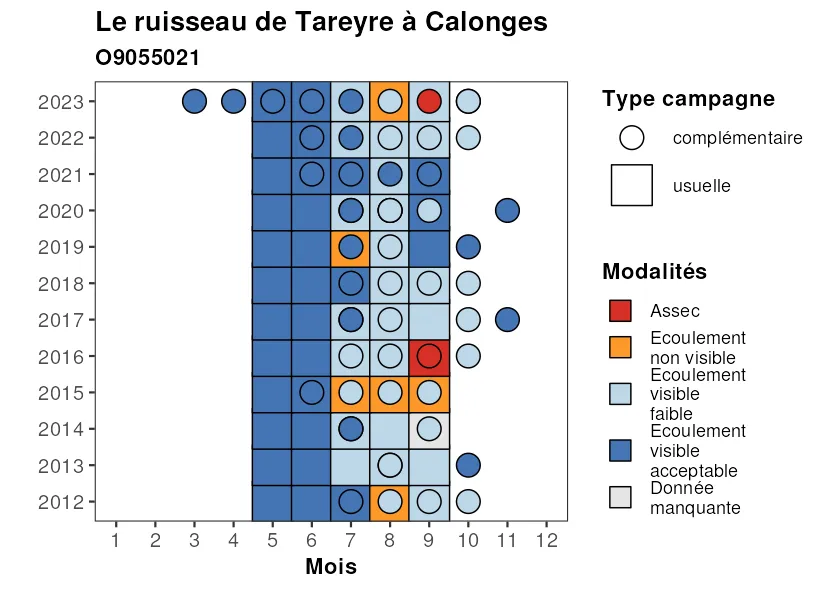 Le ruisseau de Tareyre à Calonges
O9055021
2023
2022
2021
2020
2019
2018
2017
2016
2015
2014
2013
2012
1 2 3 4 5 6 7 8 9 10 11 12
Mois
Type campagne
complémentaire
usuelle
Modalités
Assec
Ecoulement
non visible
Ecoulement
visible
faible
Ecoulement
visible
acceptable
Donnée
manquante